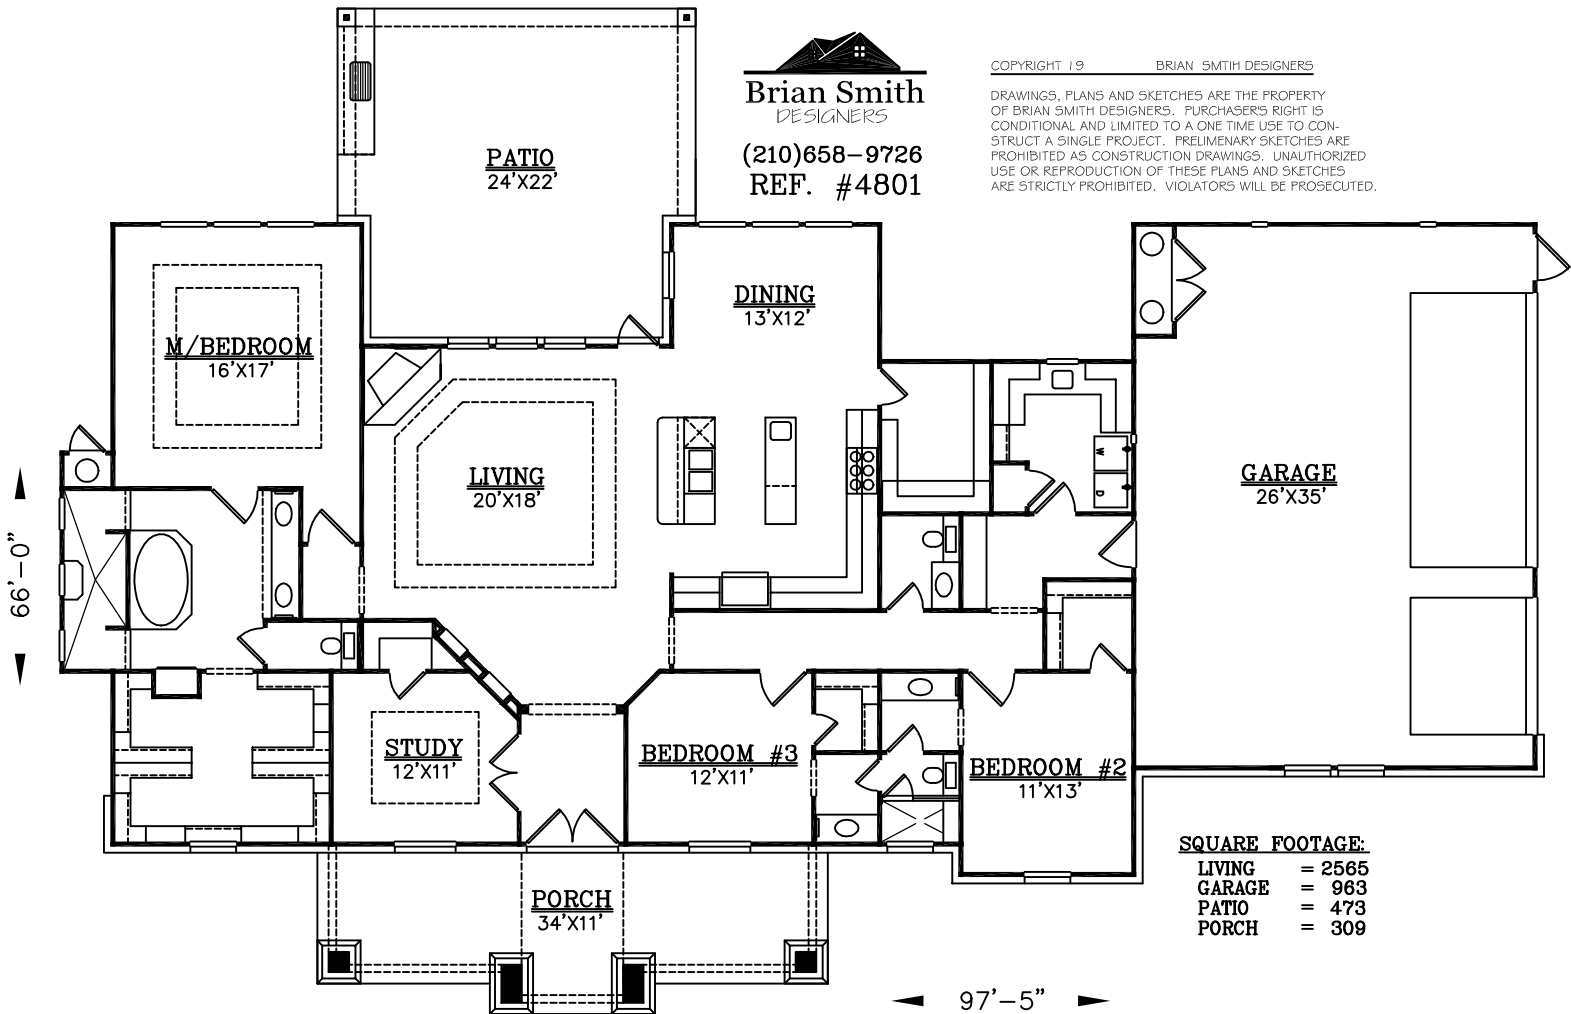 Brian Smith
DESIGNERS
(210)658-9726
REF. #4801
COPYRIGHT 19 BRIAN SMTIH DESIGNERS
DRAWINGS, PLANS AND SKETCHES ARE THE PROPERTY
OF BRIAN SMITH DESIGNERS. PURCHASER'S RIGHT IS
CONDITIONAL AND LIMITED TO A ONE TIME USE TO CON-
STRUCT A SINGLE PROJECT. PRELIMENARY SKETCHES ARE
PROHIBITED AS CONSTRUCTION DRAWINGS. UNAUTHORIZED
USE OR REPRODUCTION OF THESE PLANS AND SKETCHES
ARE STRICTLY PROHIBITED. VIOLATORS WILL BE PROSECUTED.
PATIO
24'X22'
DINING
13'X12'
M/BEDROOM
16'X17'
LIVING
20'X18'
W
D
GARAGE
26'X35'
66'-0"
STUDY
12'X11'
BEDROOM #3
12'X11'
BEDROOM #2
11'X13'
PORCH
34'X11'
SQUARE FOOTAGE:
LIVING = 2565
GARAGE = 963
PATIO = 473
PORCH = 309
97'-5"